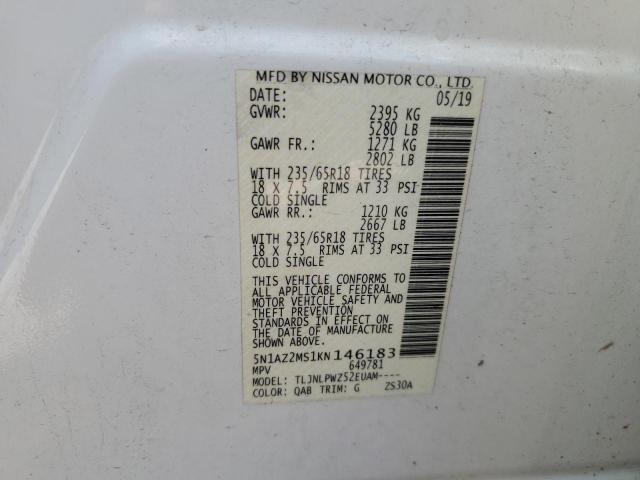 MFD BY NISSAN MOTOR CO., LTD.
DATE: 05/19
GVWR: 2395 KG
5280 LB
GAWR FR.: 1271 KG
2802 LB
WITH 235/65R18 TIRES
18 X 7.5 RIMS AT 33 PSI
COLD SINGLE
GAWR RR.: 1210 KG
2667 LB
WITH 235/65R18 TIRES
18 X 7.5 RIMS AT 33 PSI
COLD SINGLE
THIS VEHICLE CONFORMS TO
ALL APPLICABLE FEDERAL
MOTOR VEHICLE SAFETY AND
THEFT PREVENTION
STANDARDS IN EFFECT ON
THE DATE OF MANUFACTURE
SHOWN ABOVE.
5N1AZ2MS1KN146183
MPV 649781
MODEL: TLJNLPWZ52EUAM----
COLOR: QAB TRIM: G ZS30A